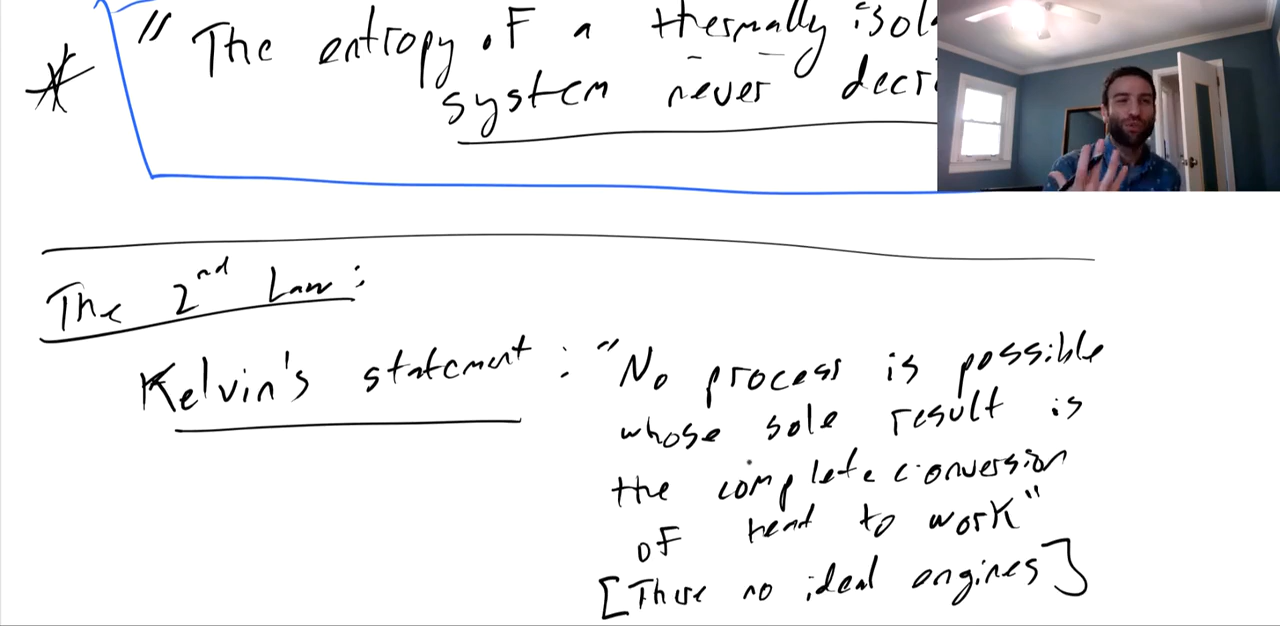 " The entropy of a thermally isol
system never decr
The 2nd Law:
Kelvin's statement : "No process is possible
whose sole result is
the complete conversion
of heat to work"
[There no ideal engines]